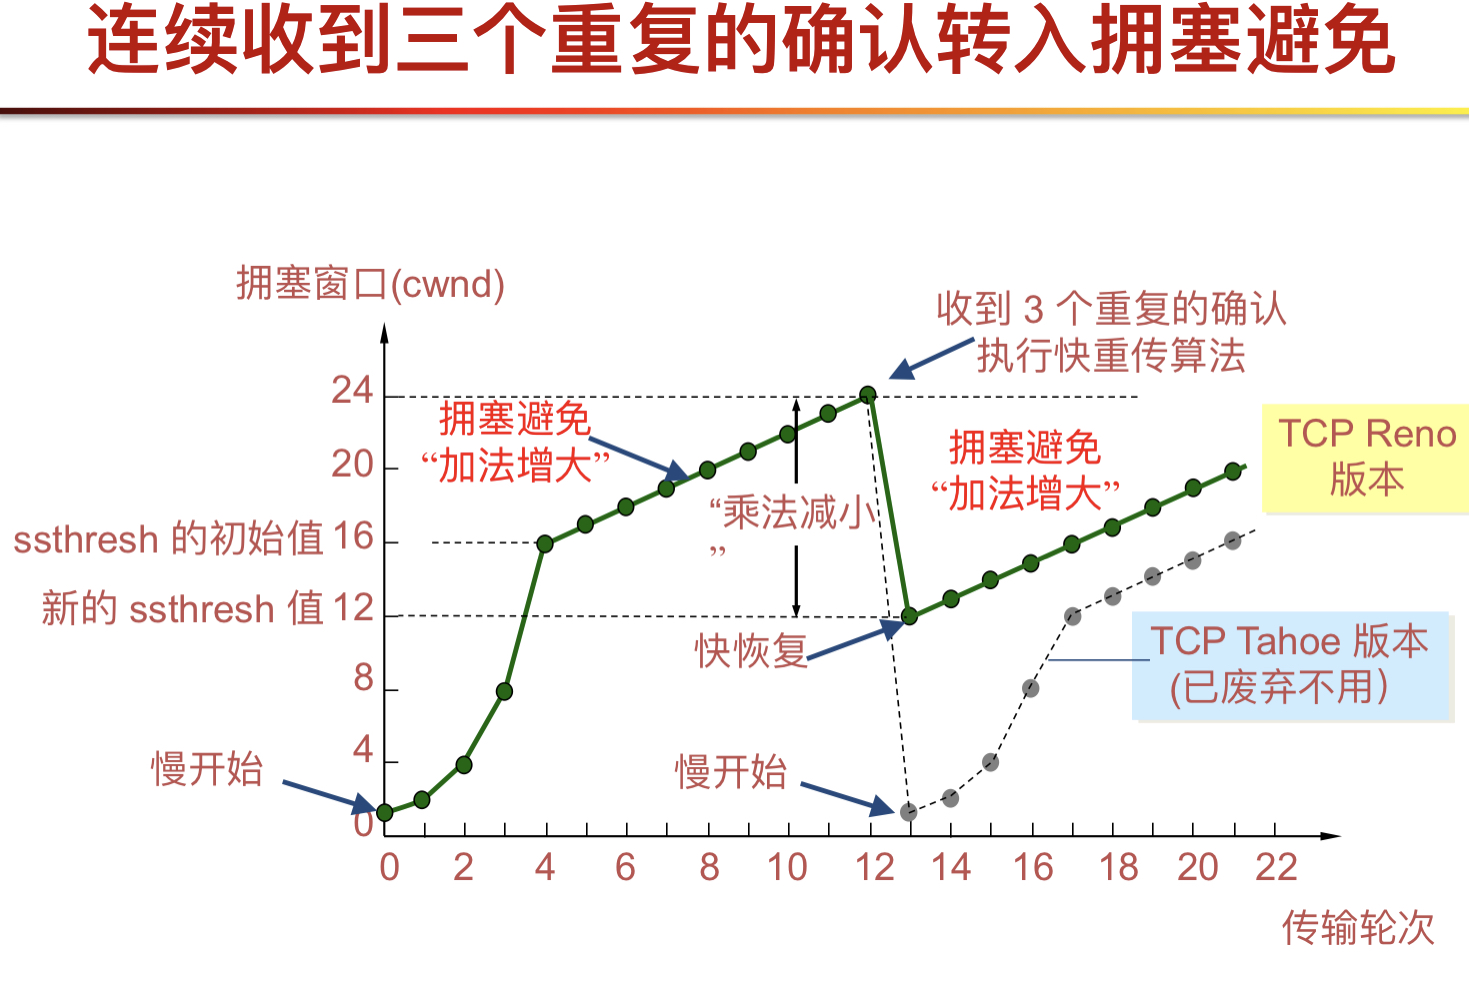 连续收到三个重复的确认转入拥塞避免
拥塞窗口(cwnd)
收到 3 个重复的确认
执行快重传算法
24
拥塞避免
“加法增大”
拥塞避免
“加法增大”
TCP Reno
版本
20
“乘法减小
”
ssthresh 的初始值 16
新的 ssthresh 值 12
快恢复
TCP Tahoe 版本
(已废弃不用）
8
4
慢开始
慢开始
0
0 2 4 6 8 10 12 14 16 18 20 22
传输轮次